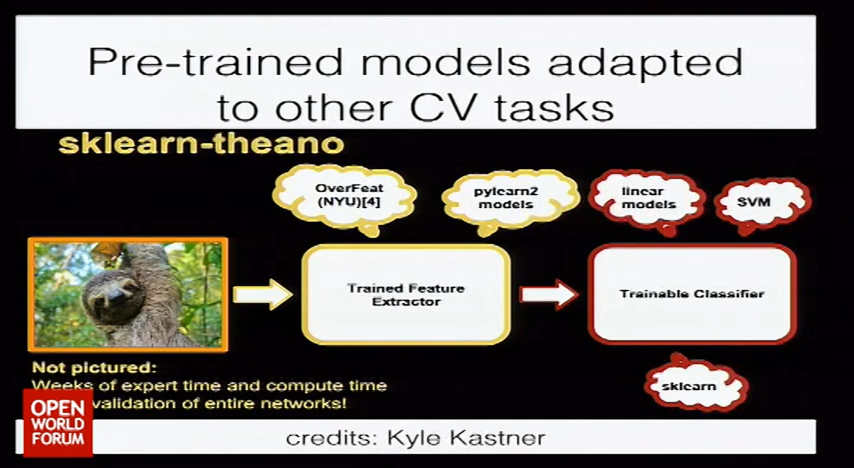 Pre-trained models adapted
to other CV tasks
sklearn-theano
OverFeat
(NYU)[4]
pylearn2
models
linear
models
SVM
Trained Feature
Extractor
Trainable Classifier
Not pictured:
Weeks of expert time and compute time
validation of entire networks!
sklearn
OPEN
WORLD
FORUM
credits: Kyle Kastner